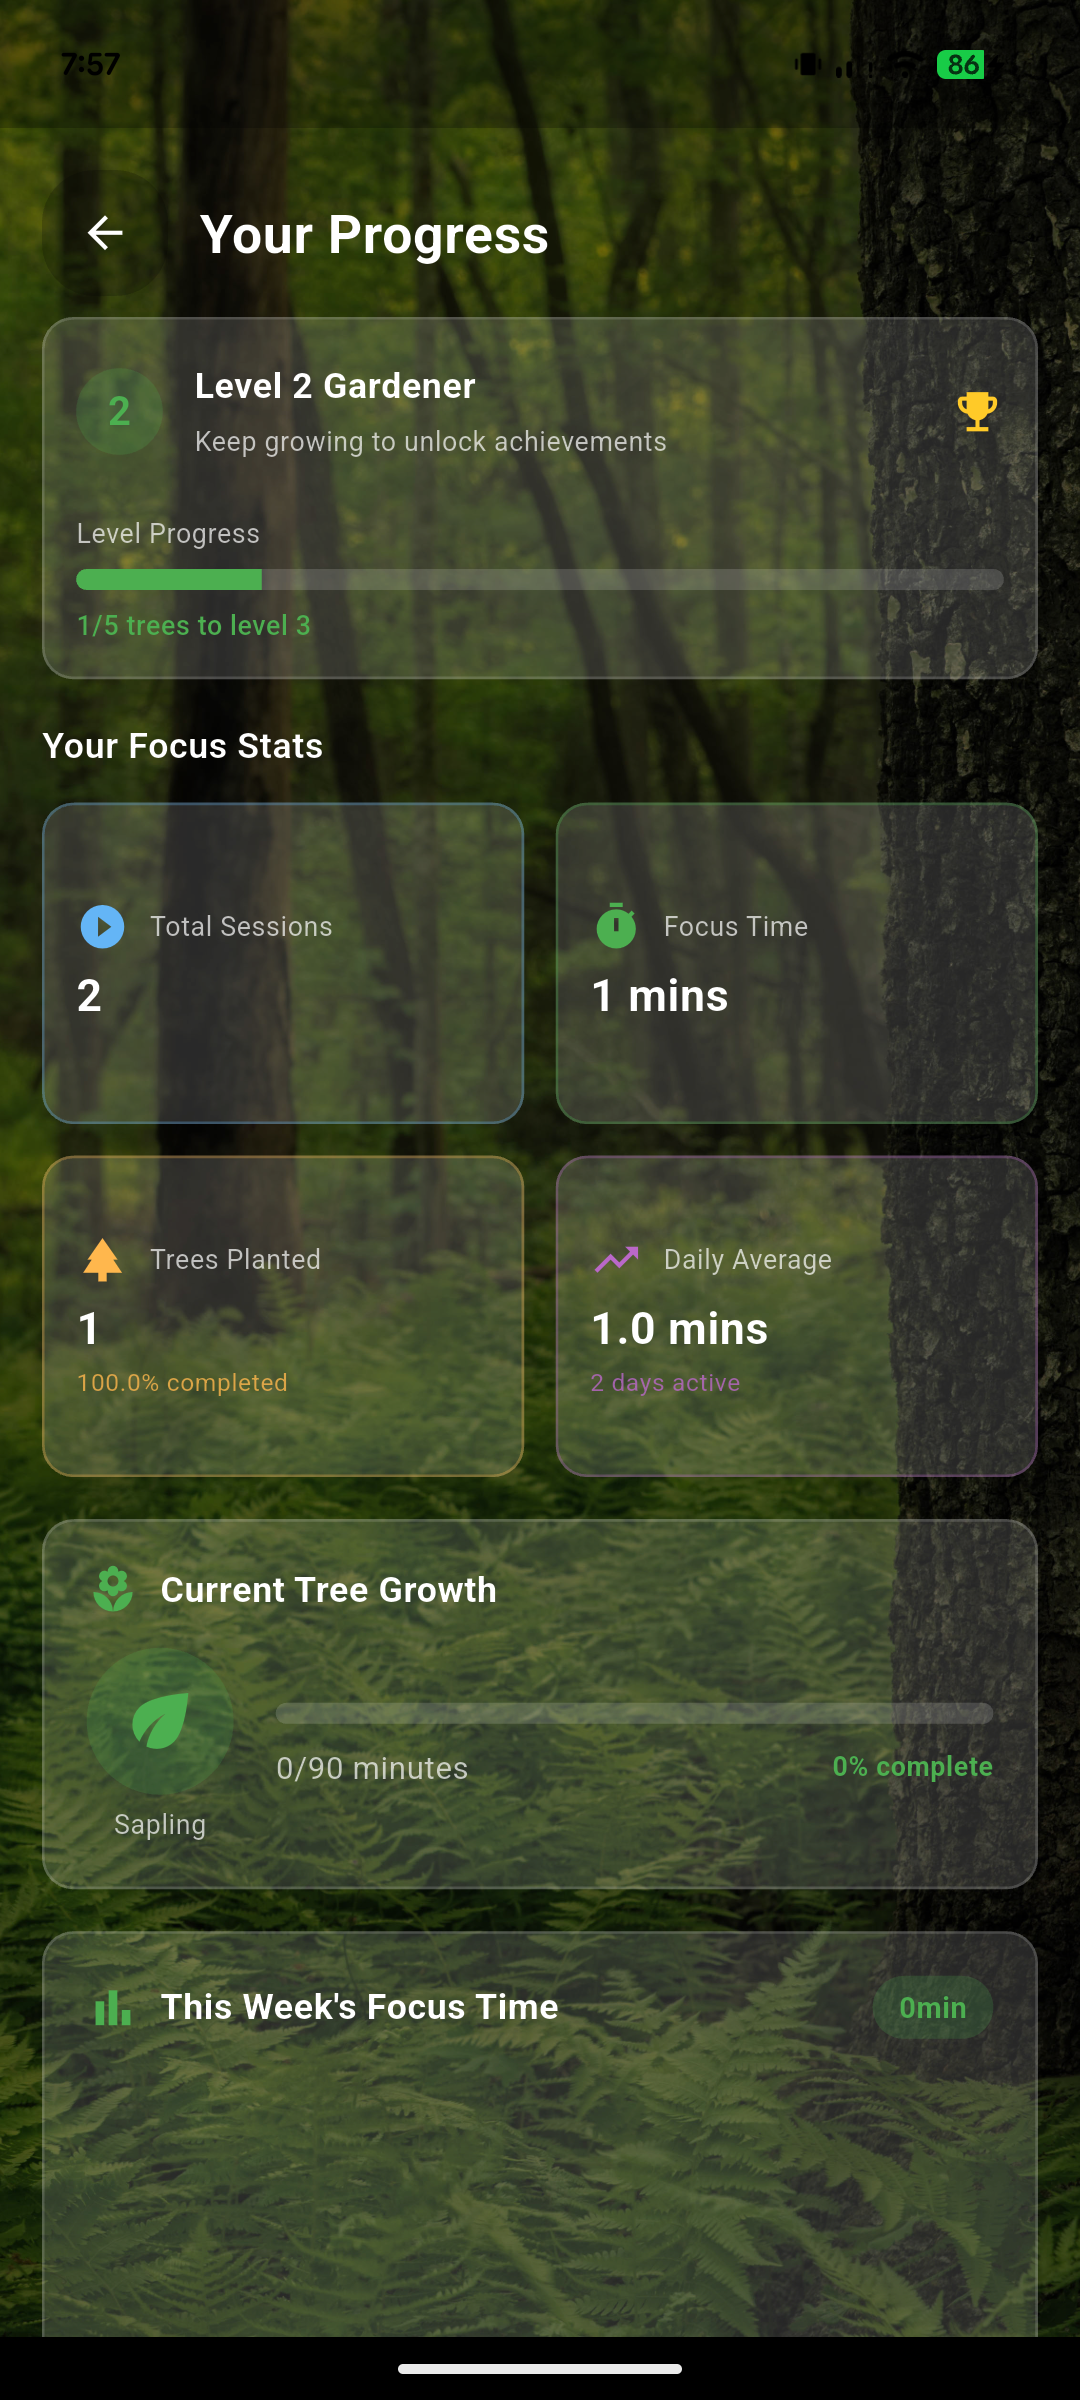 7:57
86
Your Progress
2
Level 2 Gardener
Keep growing to unlock achievements
Level Progress
1/5 trees to level 3
Your Focus Stats
Total Sessions
2
Focus Time
1 mins
Trees Planted
1
100.0% completed
Daily Average
1.0 mins
2 days active
Current Tree Growth
0/90 minutes
0% complete
Sapling
This Week's Focus Time
0min